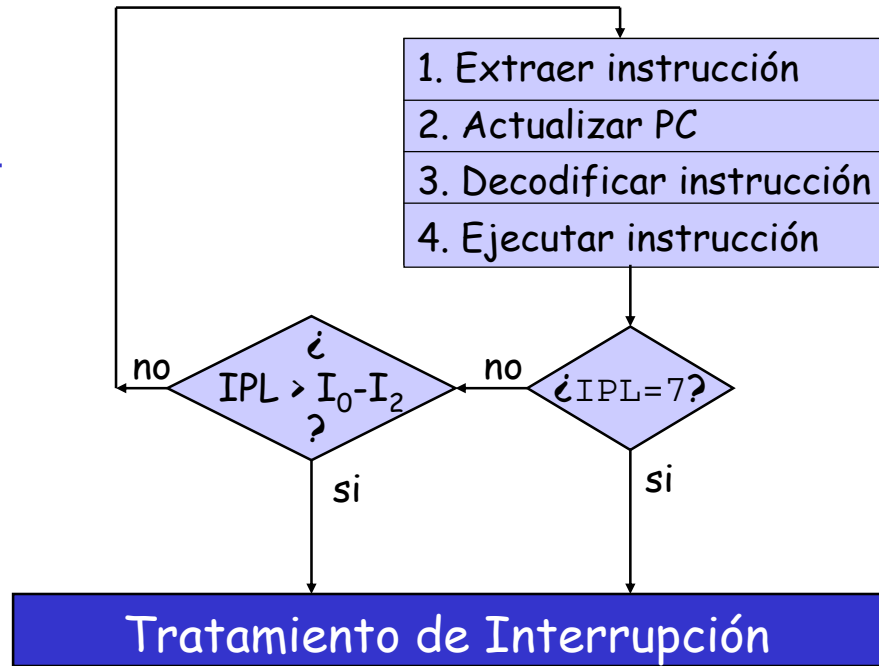 1. Extraer instrucción
2. Actualizar PC
3. Decodificar instrucción
4. Ejecutar instrucción
¿
IPL > I₀-I₂
?
no
no
¿IPL=7?
si
si
Tratamiento de Interrupción